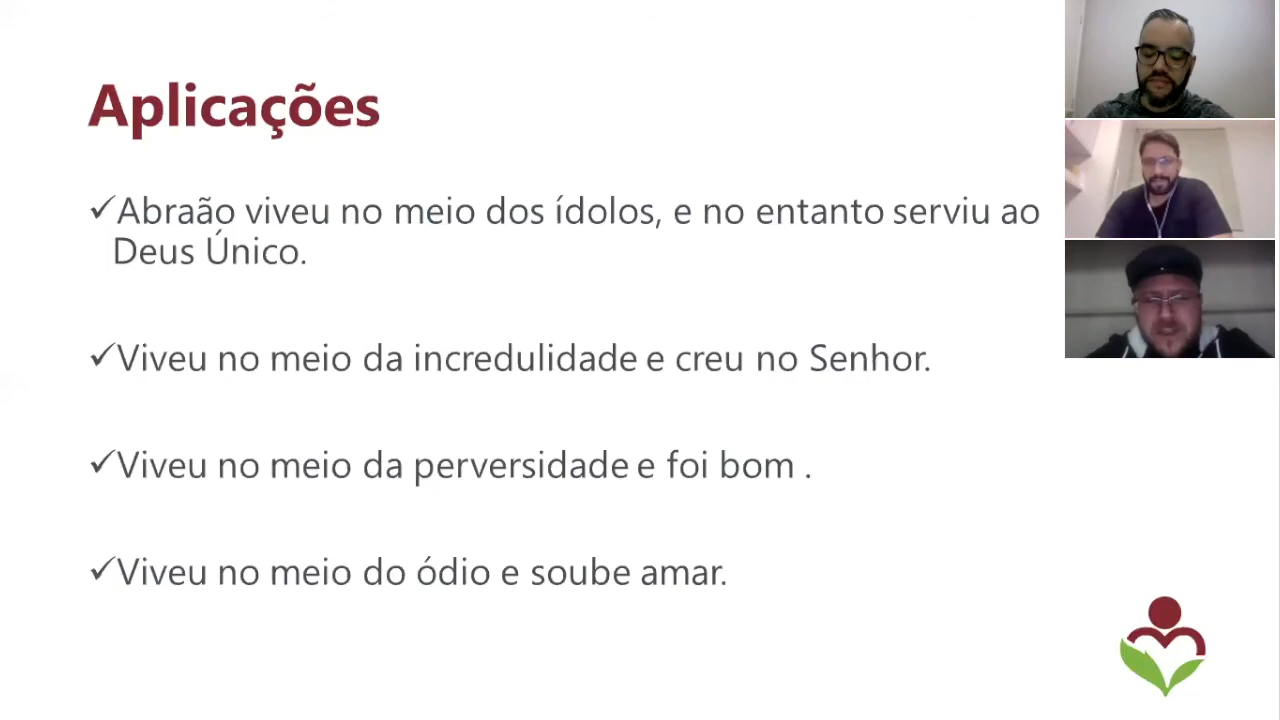 Aplicações
✓Abraão viveu no meio dos ídolos, e no entanto serviu ao
Deus Único.
✓Viveu no meio da incredulidade e creu no Senhor.
✓Viveu no meio da perversidade e foi bom .
✓Viveu no meio do ódio e soube amar.